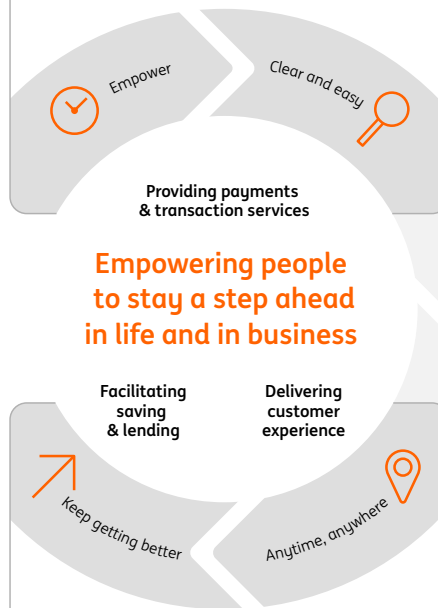 Empower
Clear and easy
Providing payments
& transaction services
Empowering people
to stay a step ahead
in life and in business
Facilitating
saving
& lending
Delivering
customer
experience
Keep getting better
Anytime, anywhere